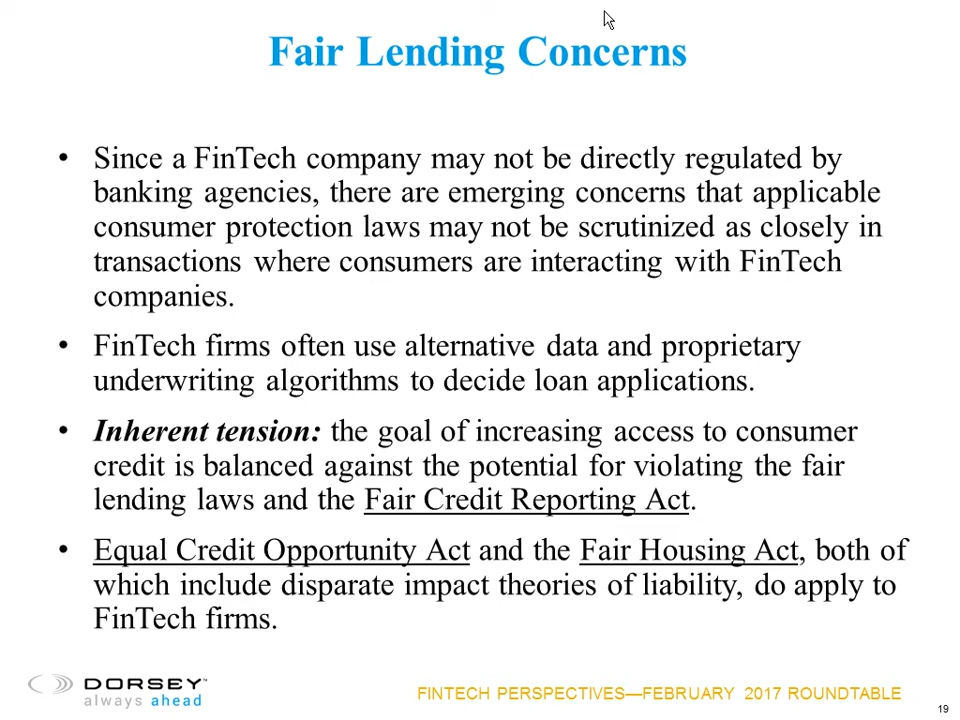 Fair Lending Concerns
• Since a FinTech company may not be directly regulated by
banking agencies, there are emerging concerns that applicable
consumer protection laws may not be scrutinized as closely in
transactions where consumers are interacting with FinTech
companies.
• FinTech firms often use alternative data and proprietary
underwriting algorithms to decide loan applications.
• Inherent tension: the goal of increasing access to consumer
credit is balanced against the potential for violating the fair
lending laws and the Fair Credit Reporting Act.
• Equal Credit Opportunity Act and the Fair Housing Act, both of
which include disparate impact theories of liability, do apply to
FinTech firms.
DORSEY™
always ahead
FINTECH PERSPECTIVES—FEBRUARY 2017 ROUNDTABLE
19